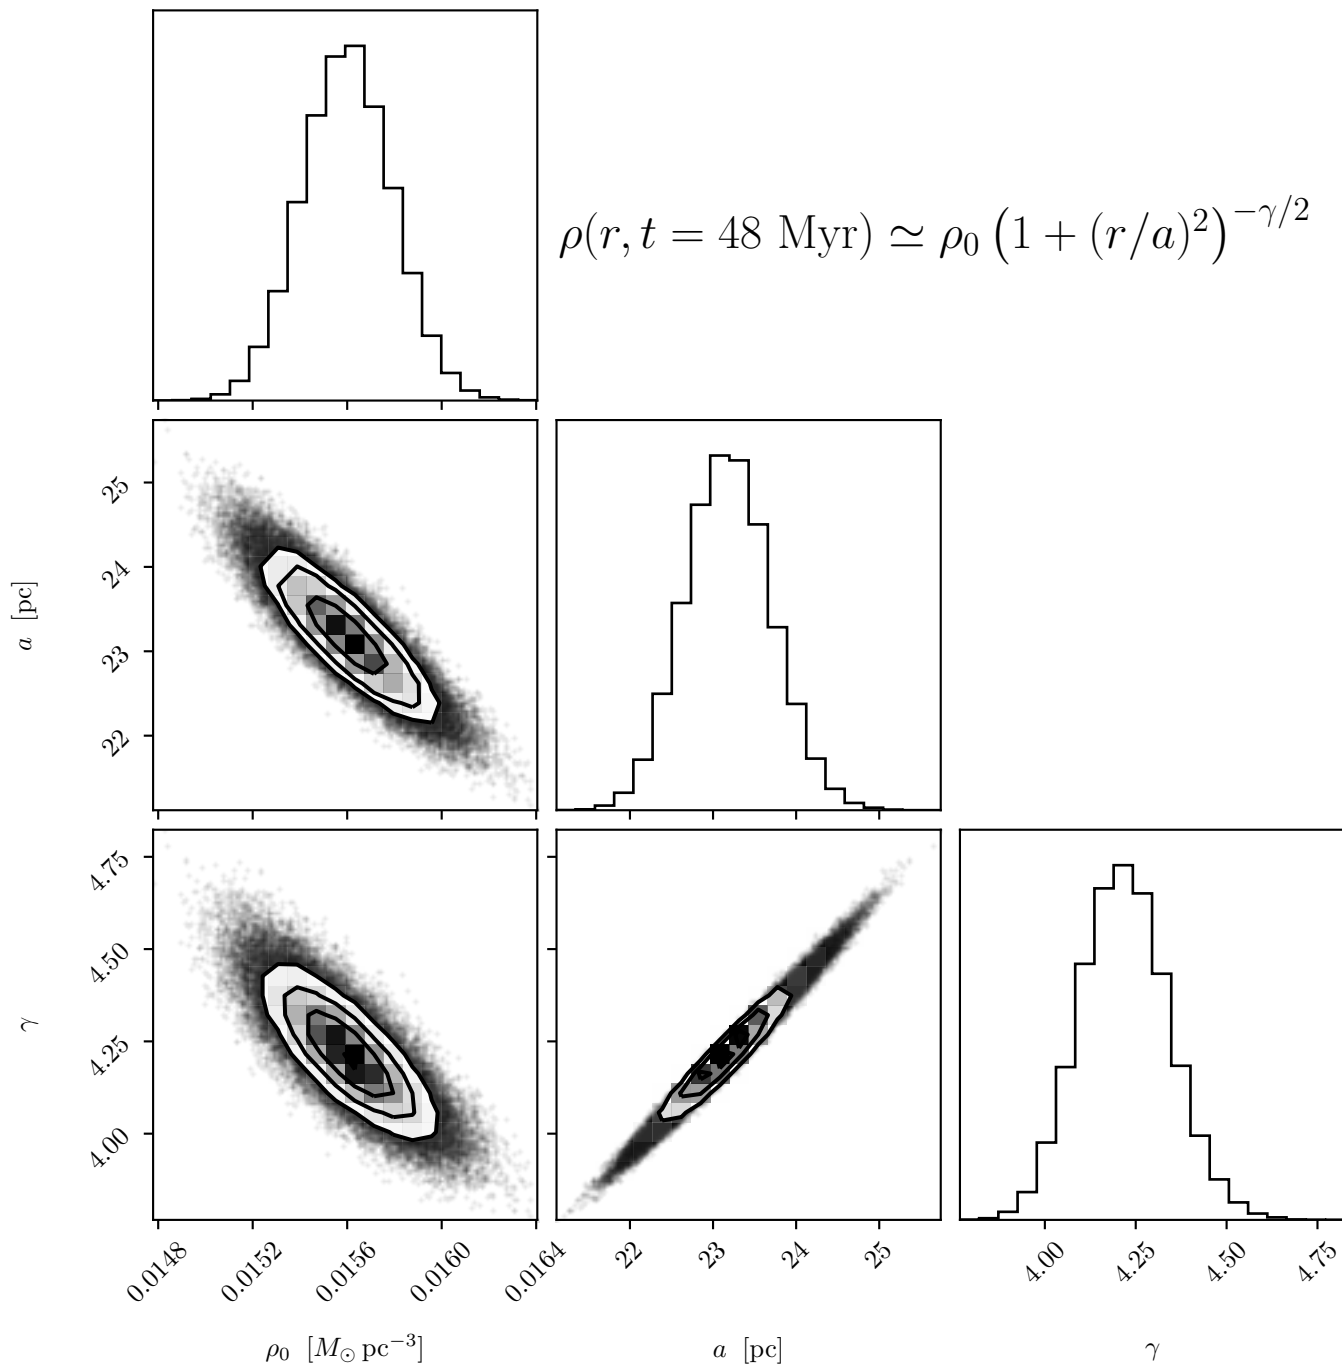 ρ(r, t = 48 Myr) ≃ ρ₀ (1 + (r/a)²)^{−γ/2}
25
24
23
22
a [pc]
4.75
4.50
4.25
4.00
γ
0.0148 0.0152 0.0156 0.0160 0.0164
22 23 24 25
4.00 4.25 4.50 4.75
ρ₀ [M☉ pc⁻³]
a [pc]
γ